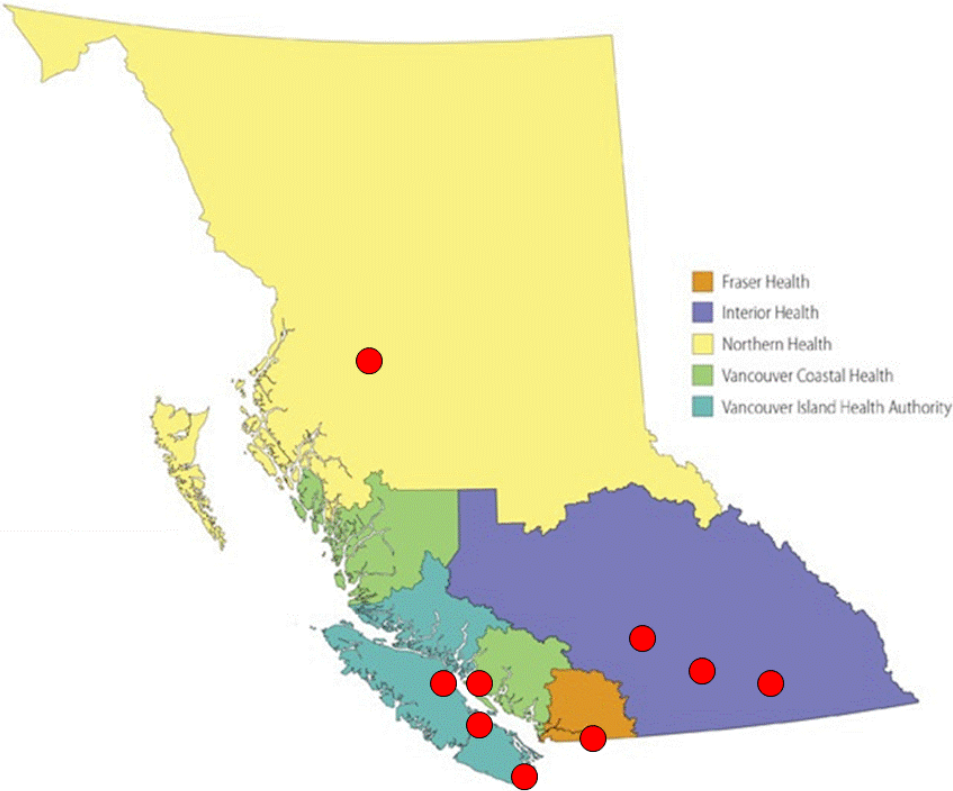 Fraser Health
Interior Health
Northern Health
Vancouver Coastal Health
Vancouver Island Health Authority